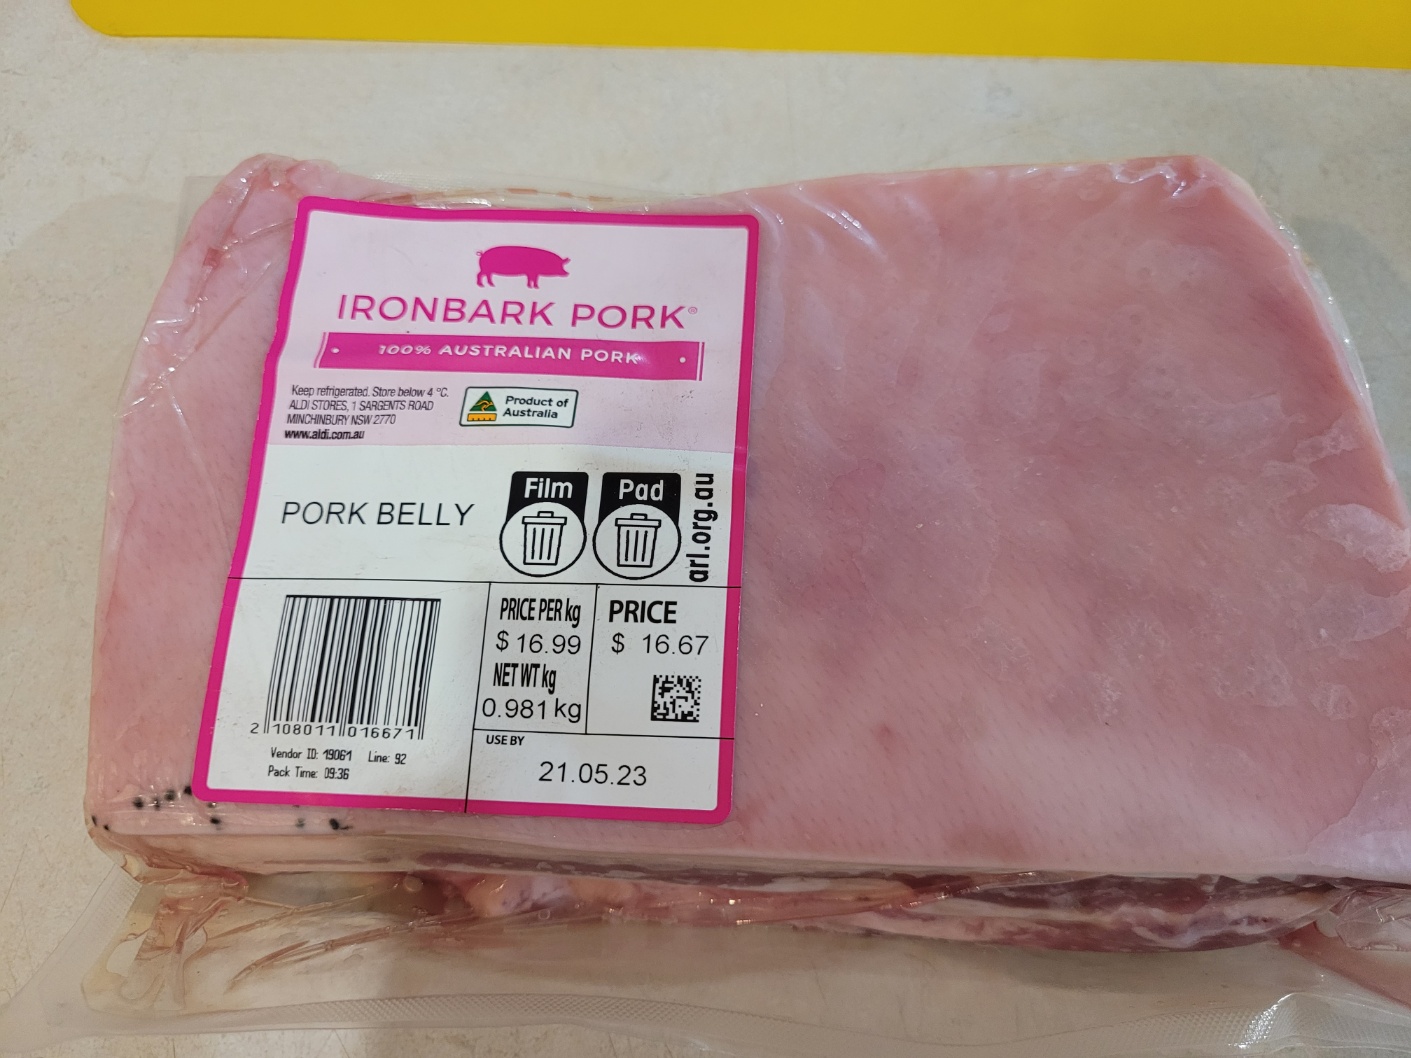 IRONBARK PORK®
100% AUSTRALIAN PORK
Keep refrigerated. Store below 4 °C.
ALDI STORES, 1 SARGENTS ROAD
MINCHINBURY NSW 2770
www.aldi.com.au
Product of
Australia
PORK BELLY
Film
Pad
arl.org.au
PRICE PER kg
$ 16.99
NET WT kg
0.981 kg
PRICE
$ 16.67
2 108011 016671
Vendor ID: 19061 Line: 92
Pack Time: 09:36
USE BY
21.05.23